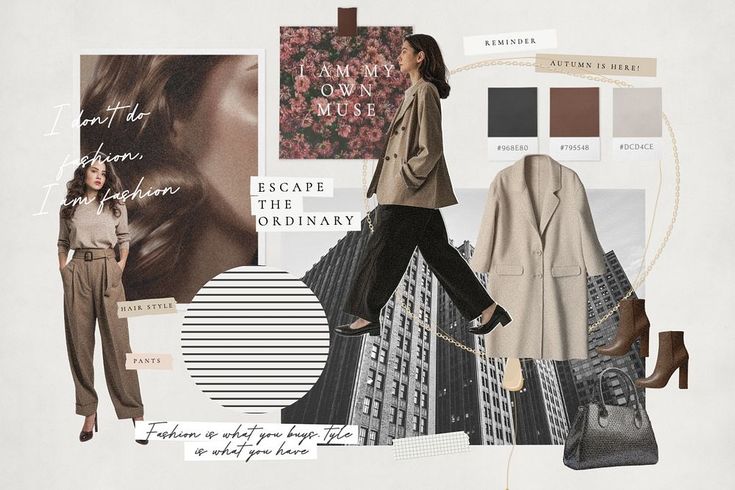 REMINDER
AUTUMN IS HERE!
I AM MY
OWN
MUSE
I don't do
fashion,
I am fashion
#968E80
#795548
#DCD4CE
ESCAPE
THE
ORDINARY
HAIR STYLE
PANTS
Fashion is what you buys. tyle
is what you have